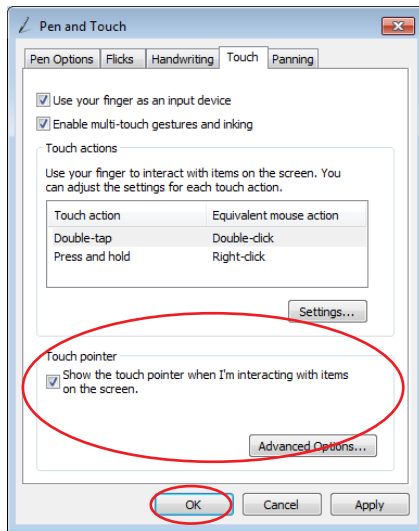 Pen and Touch
Pen Options Flicks Handwriting Touch Panning
Use your finger as an input device
Enable multi-touch gestures and inking
Touch actions
Use your finger to interact with items on the screen. You
can adjust the settings for each touch action.
Touch action Equivalent mouse action
Double-tap Double-click
Press and hold Right-click
Settings...
Touch pointer
Show the touch pointer when I'm interacting with items
on the screen.
Advanced Options...
OK Cancel Apply